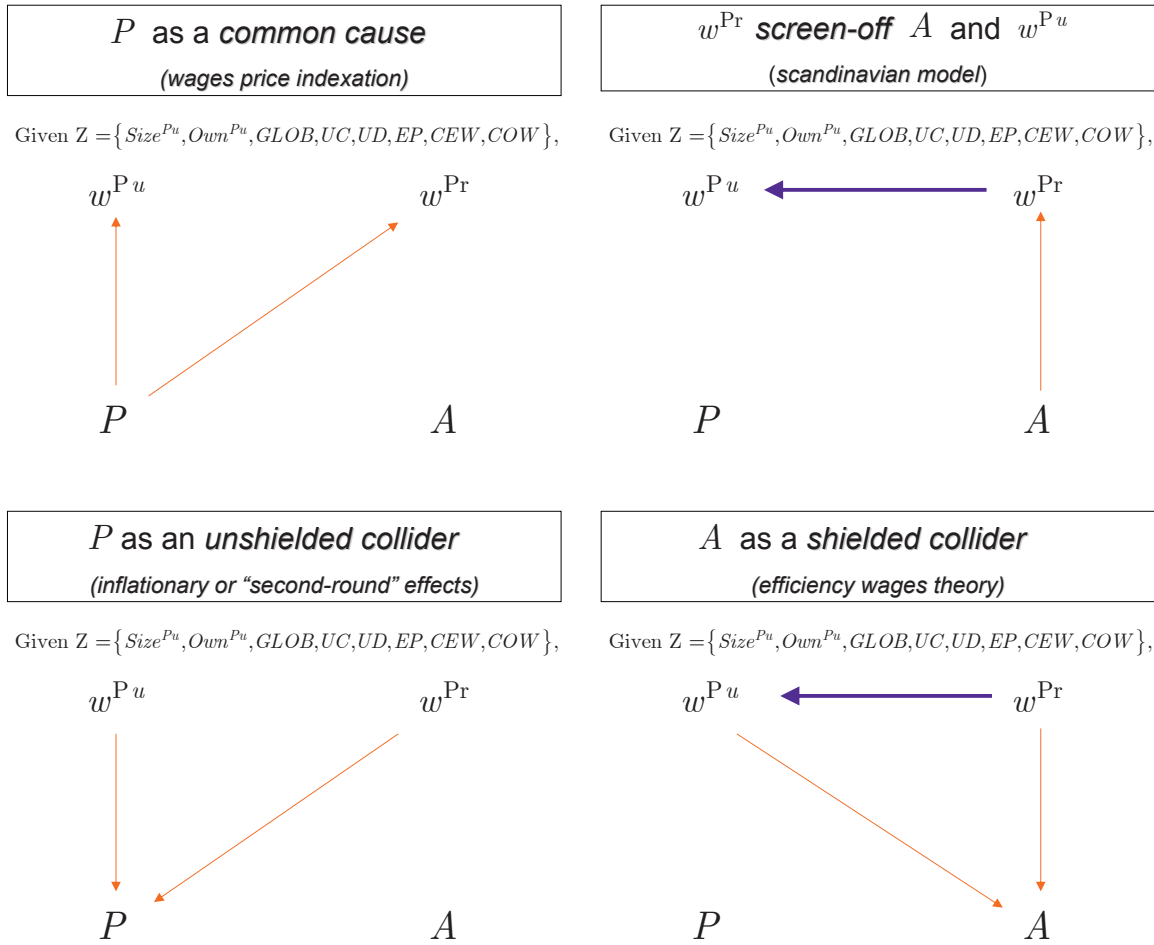 P as a common cause
(wages price indexation)
Given Z ={Size^{Pu},Own^{Pu},GLOB,UC,UD,EP,CEW,COW},
w^{Pu} w^{Pr}
P A
w^{Pr} screen-off A and w^{Pu}
(scandinavian model)
Given Z ={Size^{Pu},Own^{Pu},GLOB,UC,UD,EP,CEW,COW},
w^{Pu} w^{Pr}
P A
P as an unshielded collider
(inflationary or “second-round” effects)
Given Z ={Size^{Pu},Own^{Pu},GLOB,UC,UD,EP,CEW,COW},
w^{Pu} w^{Pr}
P A
A as a shielded collider
(efficiency wages theory)
Given Z ={Size^{Pu},Own^{Pu},GLOB,UC,UD,EP,CEW,COW},
w^{Pu} w^{Pr}
P A